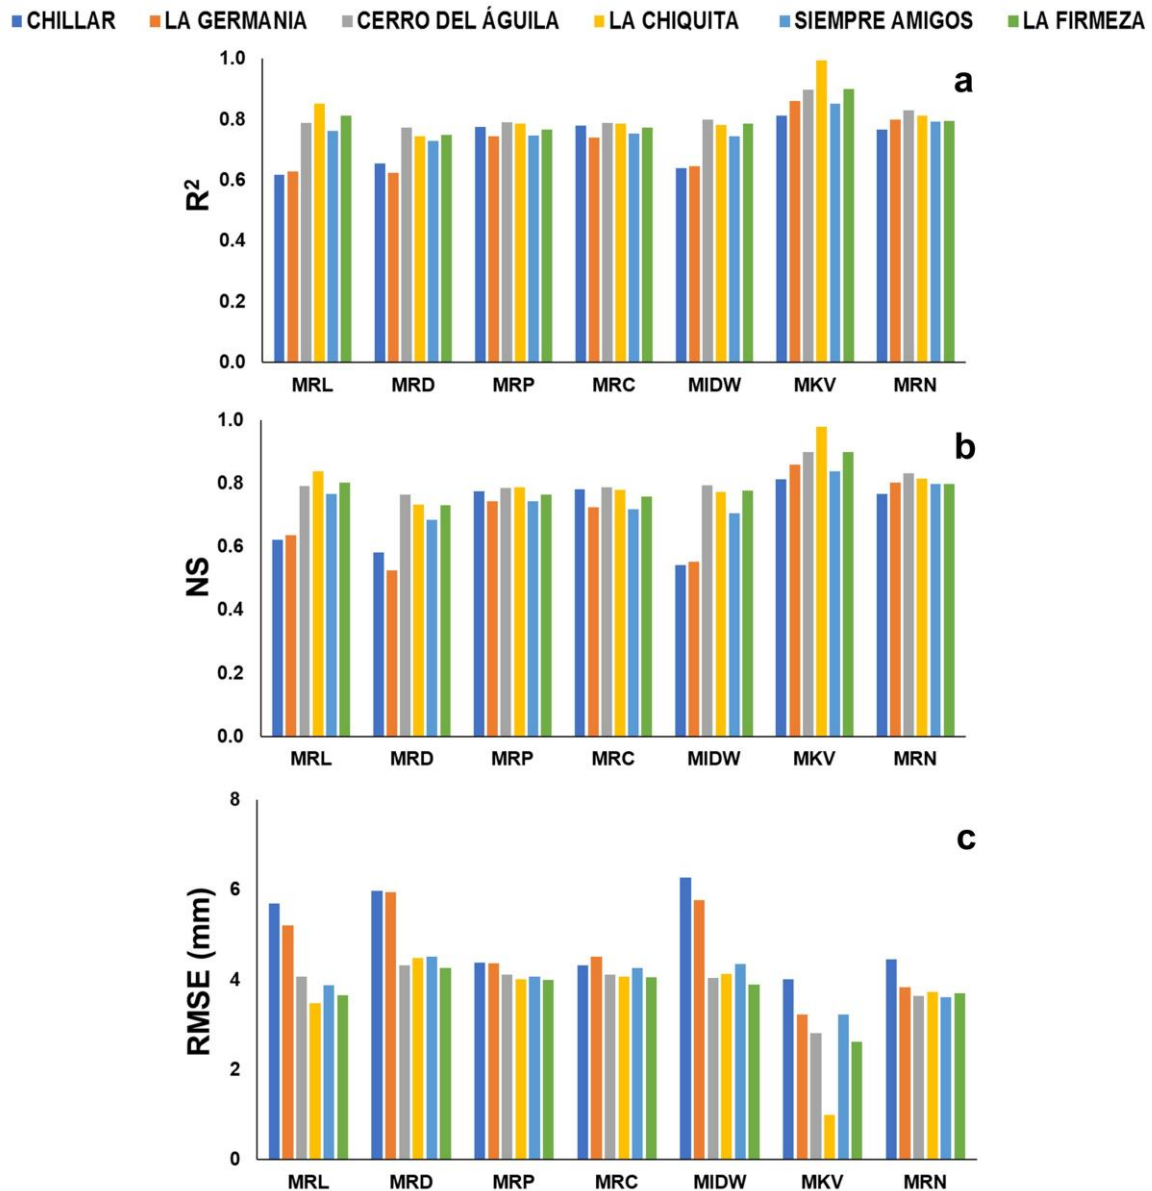 CHILLAR LA GERMANIA CERRO DEL ÁGUILA LA CHIQUITA SIEMPRE AMIGOS LA FIRMEZA
a
R²
1.0
0.8
0.6
0.4
0.2
0.0
MRL MRD MRP MRC MIDW MKV MRN
b
NS
1.0
0.8
0.6
0.4
0.2
0.0
MRL MRD MRP MRC MIDW MKV MRN
c
RMSE (mm)
8
6
4
2
0
MRL MRD MRP MRC MIDW MKV MRN